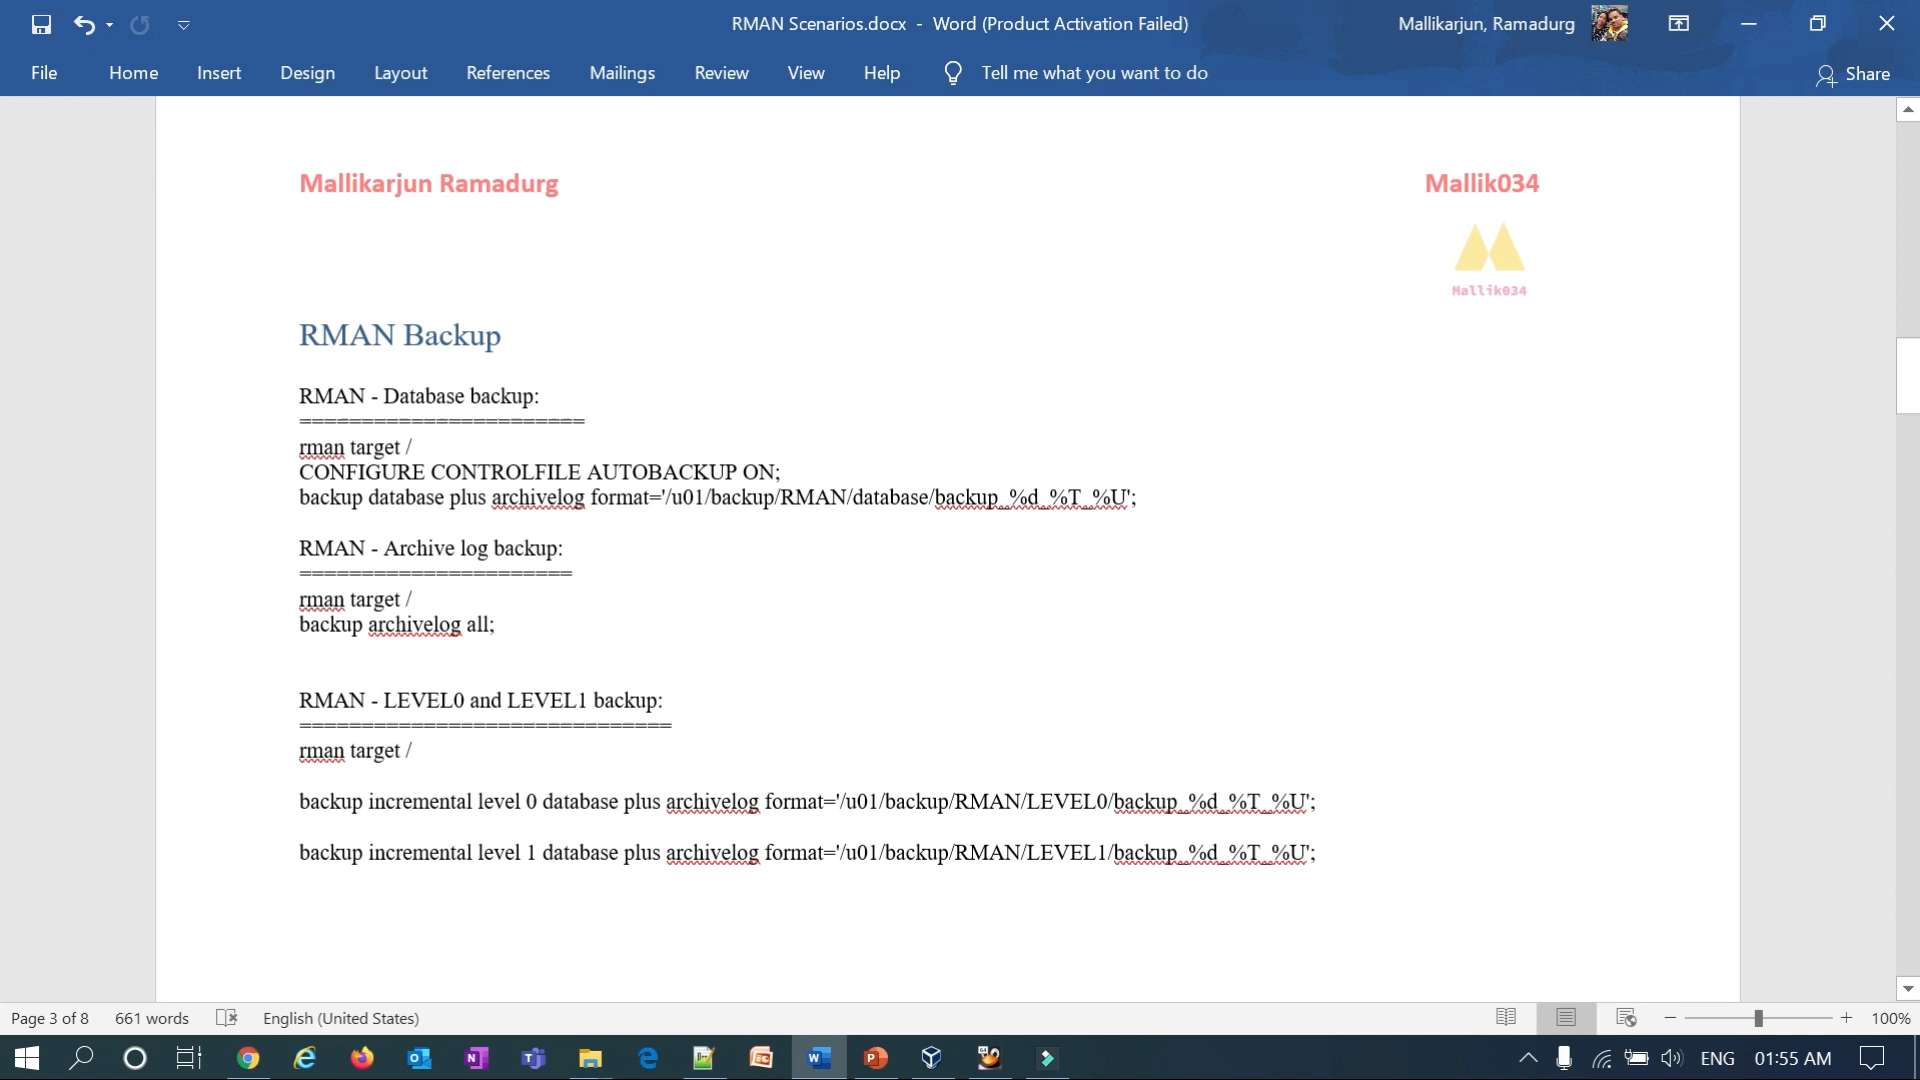 RMAN Scenarios.docx - Word (Product Activation Failed)
Mallikarjun, Ramadurg
File Home Insert Design Layout References Mailings Review View Help Tell me what you want to do Share
Mallikarjun Ramadurg
Mallik034
Mallik034
RMAN Backup
RMAN - Database backup:
=======================
rman target /
CONFIGURE CONTROLFILE AUTOBACKUP ON;
backup database plus archivelog format='/u01/backup/RMAN/database/backup_%d_%T_%U';
RMAN - Archive log backup:
======================
rman target /
backup archivelog all;
RMAN - LEVEL0 and LEVEL1 backup:
==============================
rman target /
backup incremental level 0 database plus archivelog format='/u01/backup/RMAN/LEVEL0/backup_%d_%T_%U';
backup incremental level 1 database plus archivelog format='/u01/backup/RMAN/LEVEL1/backup_%d_%T_%U';
Page 3 of 8 661 words English (United States) 100%
ENG 01:55 AM